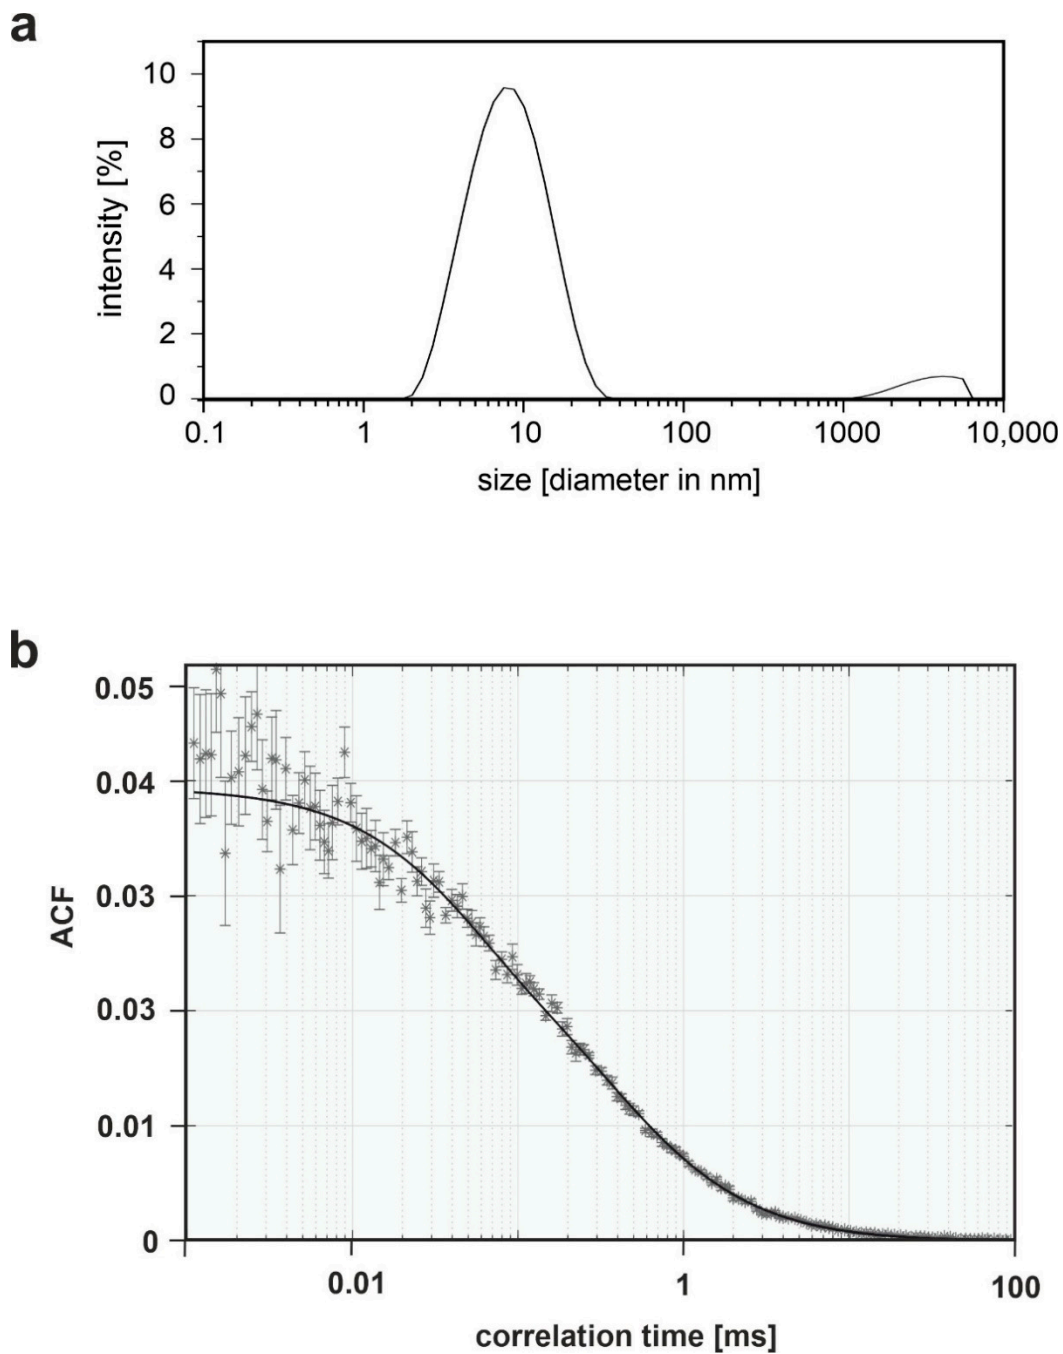 a
intensity [%]
10
8
6
4
2
0
0.1 1 10 100 1000 10,000
size [diameter in nm]
b
ACF
0.05
0.04
0.03
0.03
0.01
0
0.01 1 100
correlation time [ms]